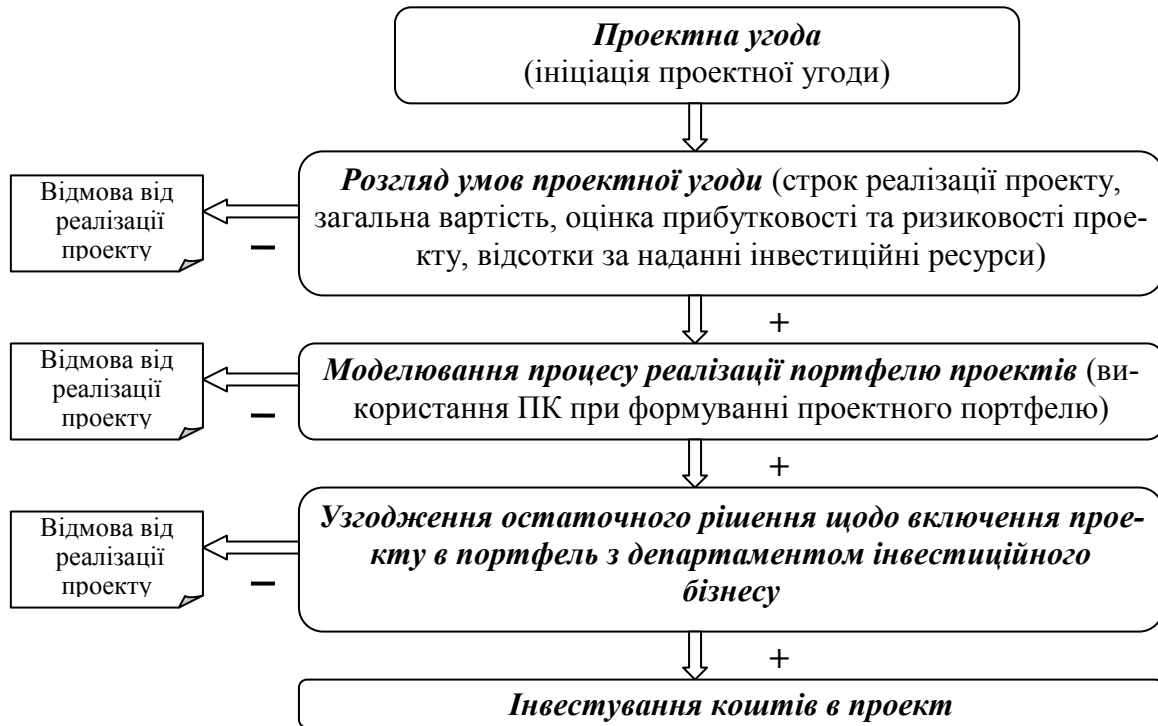 Проектна угода
(ініціація проектної угоди)
Розгляд умов проектної угоди (строк реалізації проекту,
загальна вартість, оцінка прибутковості та ризиковості прое-
кту, відсотки за наданні інвестиційні ресурси)
Відмова від
реалізації
проекту
–
+
Моделювання процесу реалізації портфелю проектів (ви-
користання ПК при формуванні проектного портфелю)
Відмова від
реалізації
проекту
–
+
Узгодження остаточного рішення щодо включення прое-
кту в портфель з департаментом інвестиційного
бізнесу
Відмова від
реалізації
проекту
–
+
Інвестування коштів в проект